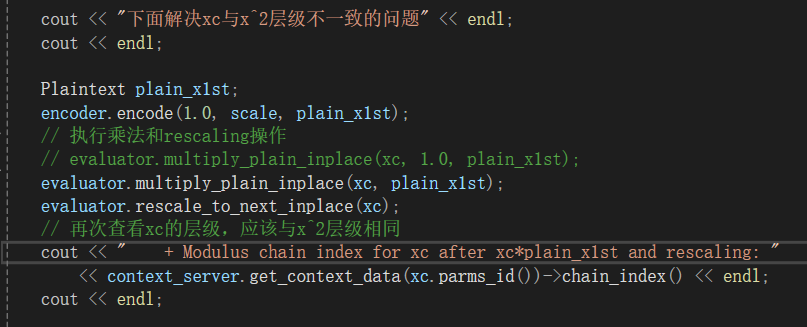 cout << "下面解决xc与x^2层级不一致的问题" << endl;
cout << endl;
Plaintext plain_x1st;
encoder.encode(1.0, scale, plain_x1st);
// 执行乘法和rescaling操作
// evaluator.multiply_plain_inplace(xc, 1.0, plain_x1st);
evaluator.multiply_plain_inplace(xc, plain_x1st);
evaluator.rescale_to_next_inplace(xc);
// 再次查看xc的层级，应该与x^2层级相同
cout << "    + Modulus chain index for xc after xc*plain_x1st and rescaling: "
<< context_server.get_context_data(xc.parms_id())->chain_index() << endl;
cout << endl;